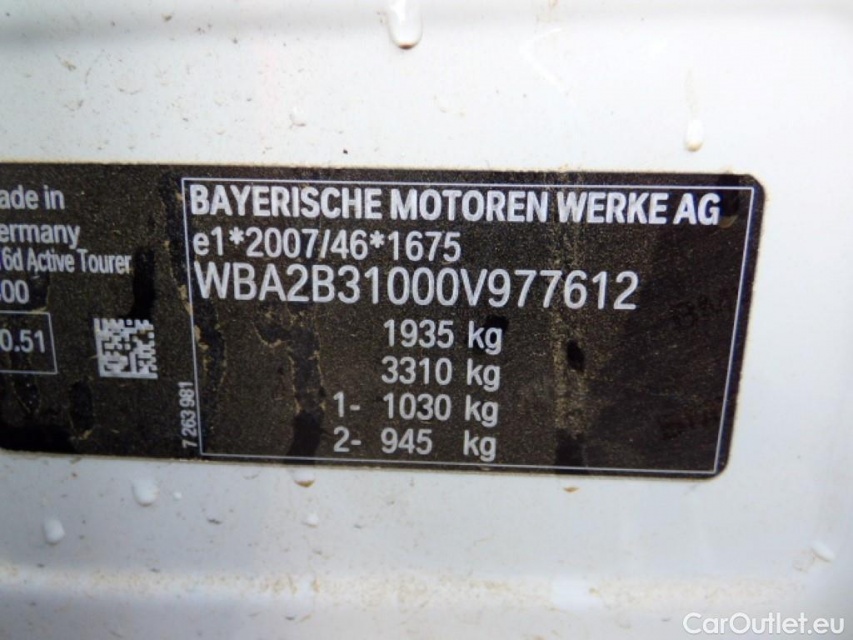 ade in
ermany
6d Active Tourer
00
0.51
7 263 981
BAYERISCHE MOTOREN WERKE AG
e1*2007/46*1675
WBA2B31000V977612
1935 kg
3310 kg
1- 1030 kg
2- 945 kg
CarOutlet.eu